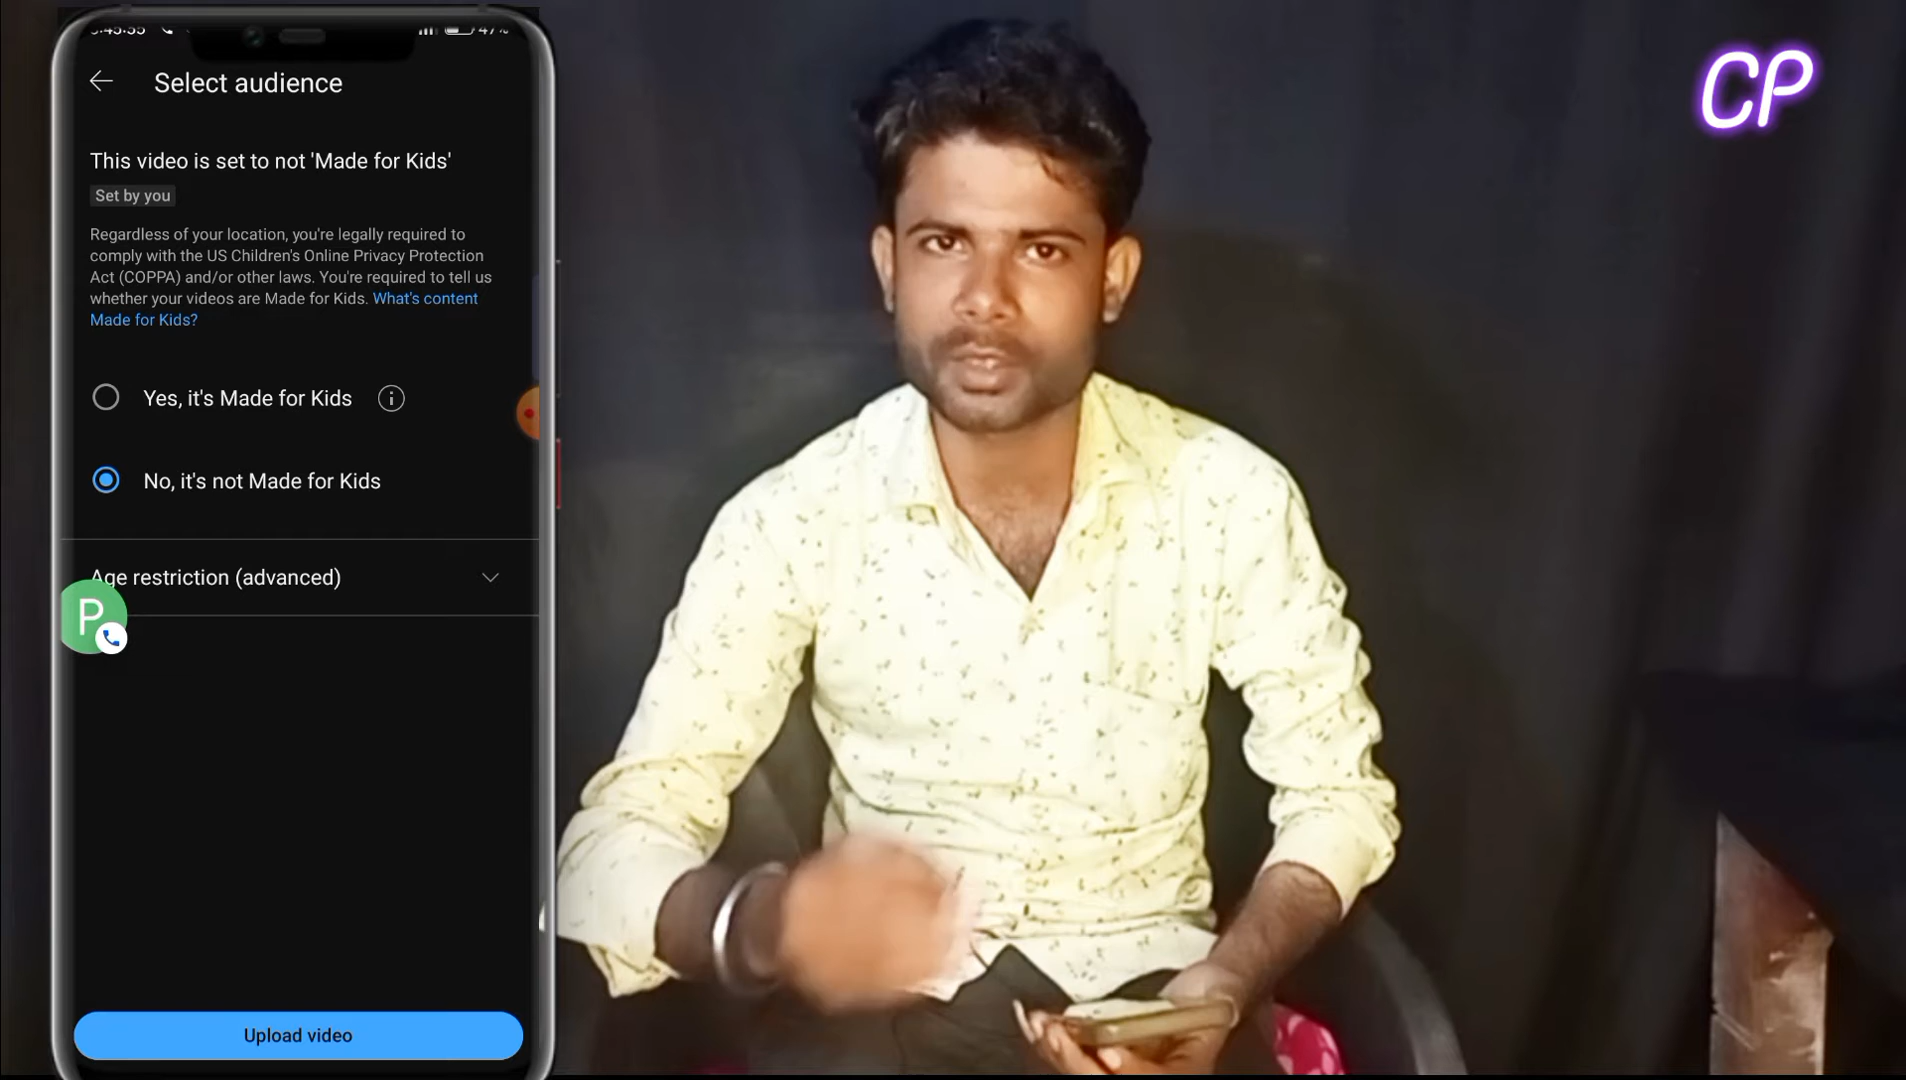 Select audience
This video is set to not 'Made for Kids'
Set by you
Regardless of your location, you're legally required to
comply with the US Children's Online Privacy Protection
Act (COPPA) and/or other laws. You're required to tell us
whether your videos are Made for Kids. What's content
Made for Kids?
Yes, it's Made for Kids
No, it's not Made for Kids
Age restriction (advanced)
P
Upload video
CP